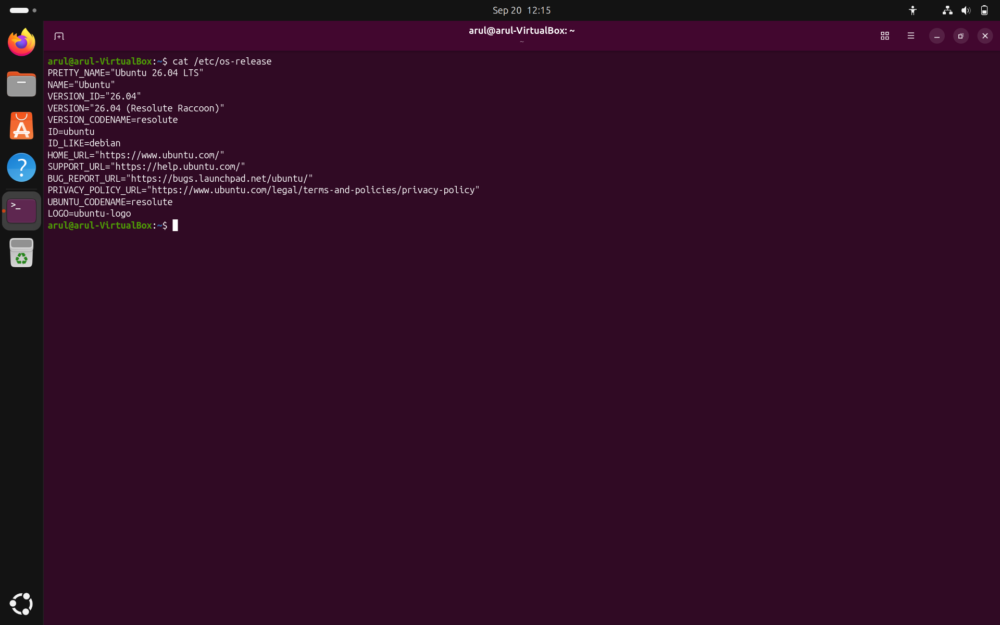 Sep 20 12:15
arul@arul-VirtualBox: ~
~
arul@arul-VirtualBox:~$ cat /etc/os-release
PRETTY_NAME="Ubuntu 26.04 LTS"
NAME="Ubuntu"
VERSION_ID="26.04"
VERSION="26.04 (Resolute Raccoon)"
VERSION_CODENAME=resolute
ID=ubuntu
ID_LIKE=debian
HOME_URL="https://www.ubuntu.com/"
SUPPORT_URL="https://help.ubuntu.com/"
BUG_REPORT_URL="https://bugs.launchpad.net/ubuntu/"
PRIVACY_POLICY_URL="https://www.ubuntu.com/legal/terms-and-policies/privacy-policy"
UBUNTU_CODENAME=resolute
LOGO=ubuntu-logo
arul@arul-VirtualBox:~$